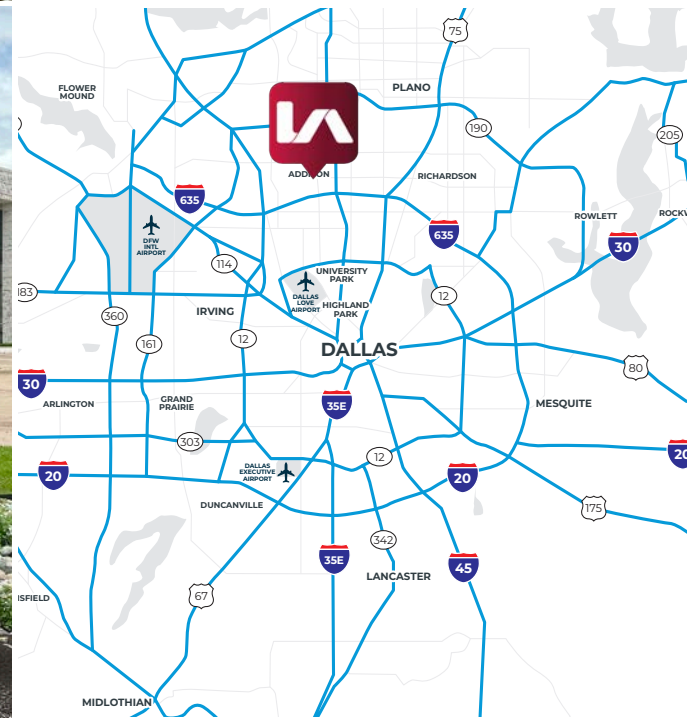 75
FLOWER
MOUND
PLANO
LA
190
205
ADDISON
RICHARDSON
635
635
ROWLETT
30
DFW
INTL
AIRPORT
114
UNIVERSITY
PARK
183
DALLAS
LOVE
AIRPORT
12
HIGHLAND
PARK
360
IRVING
161
12
DALLAS
80
30
ARLINGTON
GRAND
PRAIRIE
35E
MESQUITE
303
12
20
20
DALLAS
EXECUTIVE
AIRPORT
20
DUNCANVILLE
175
342
35E
45
LANCASTER
67
MIDLOTHIAN